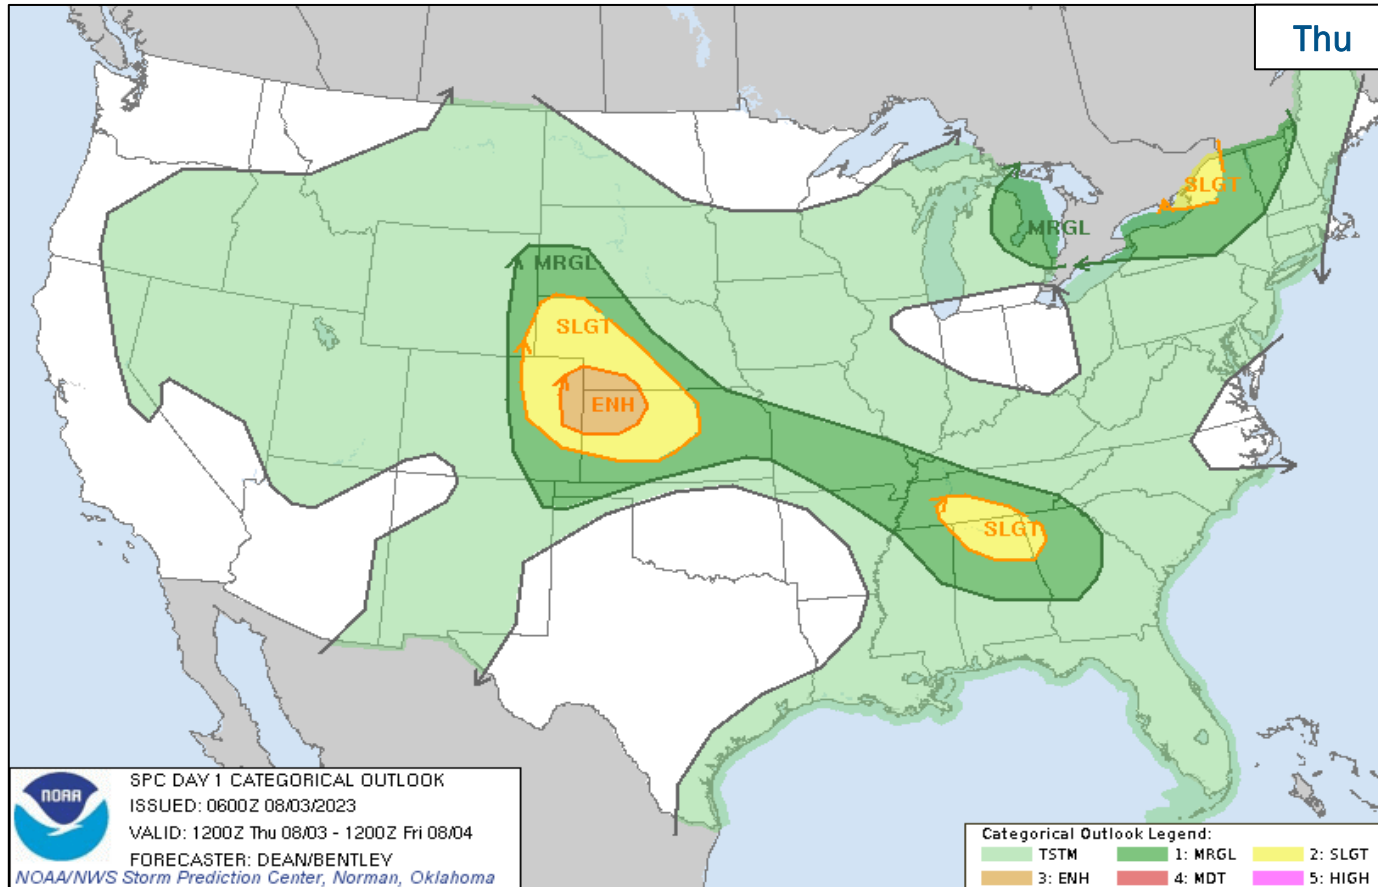 Thu
SLGT
MRGL
MRGL
SLGT
ENH
SLGT
NOAA
SPC DAY 1 CATEGORICAL OUTLOOK
ISSUED: 0600Z 08/03/2023
VALID: 1200Z Thu 08/03 - 1200Z Fri 08/04
FORECASTER: DEAN/BENTLEY
NOAA/NWS Storm Prediction Center, Norman, Oklahoma
Categorical Outlook Legend:
TSTM 1: MRGL 2: SLGT
3: ENH 4: MDT 5: HIGH